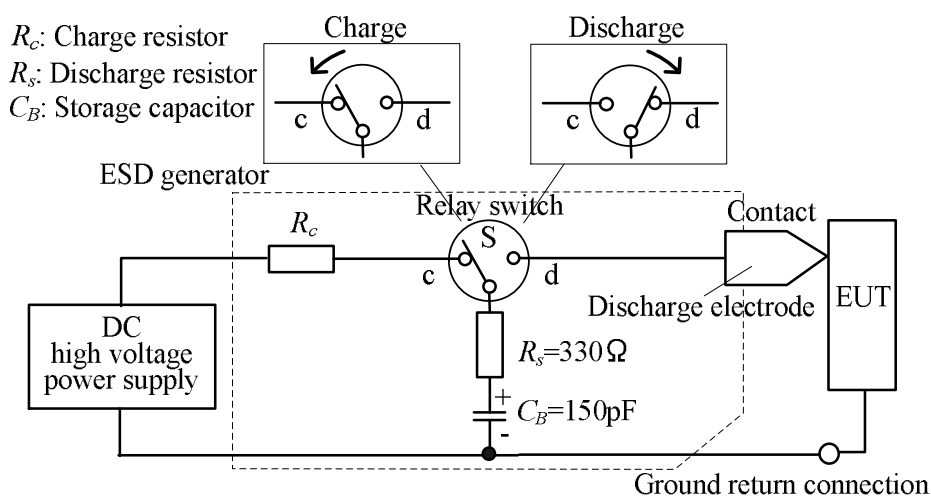 Rc: Charge resistor
Rs: Discharge resistor
CB: Storage capacitor
Charge
c
d
Discharge
c
d
ESD generator
Relay switch
Rc
S
c
d
Contact
Discharge electrode
EUT
DC
high voltage
power supply
Rs=330Ω
+
CB=150pF
-
Ground return connection